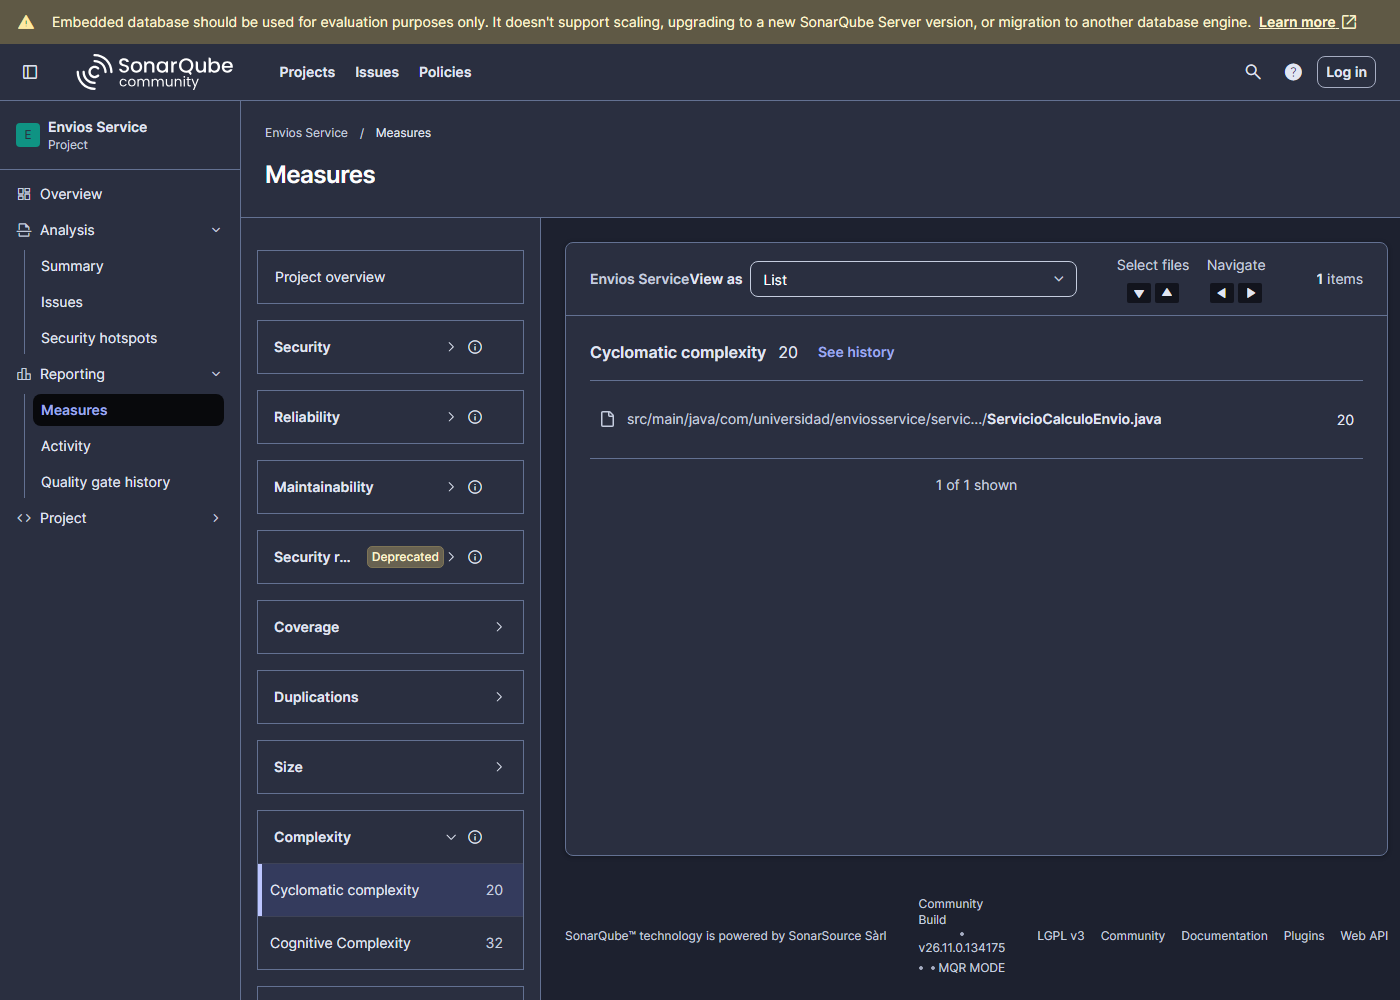 Embedded database should be used for evaluation purposes only. It doesn't support scaling, upgrading to a new SonarQube Server version, or migration to another database engine. Learn more
SonarQube community
Projects Issues Policies
? Log in
E Envios Service
Project
Overview
Analysis
Summary
Issues
Security hotspots
Reporting
Measures
Activity
Quality gate history
Project
Envios Service / Measures
Measures
Project overview
Security
Reliability
Maintainability
Security r... Deprecated
Coverage
Duplications
Size
Complexity
Cyclomatic complexity 20
Cognitive Complexity 32
Envios ServiceView as List
Select files Navigate
1 items
Cyclomatic complexity 20 See history
src/main/java/com/universidad/enviosservice/servic.../ServicioCalculoEnvio.java 20
1 of 1 shown
SonarQube™ technology is powered by SonarSource Sàrl
Community
Build
•
v26.11.0.134175
• • MQR MODE
LGPL v3 Community Documentation Plugins Web API